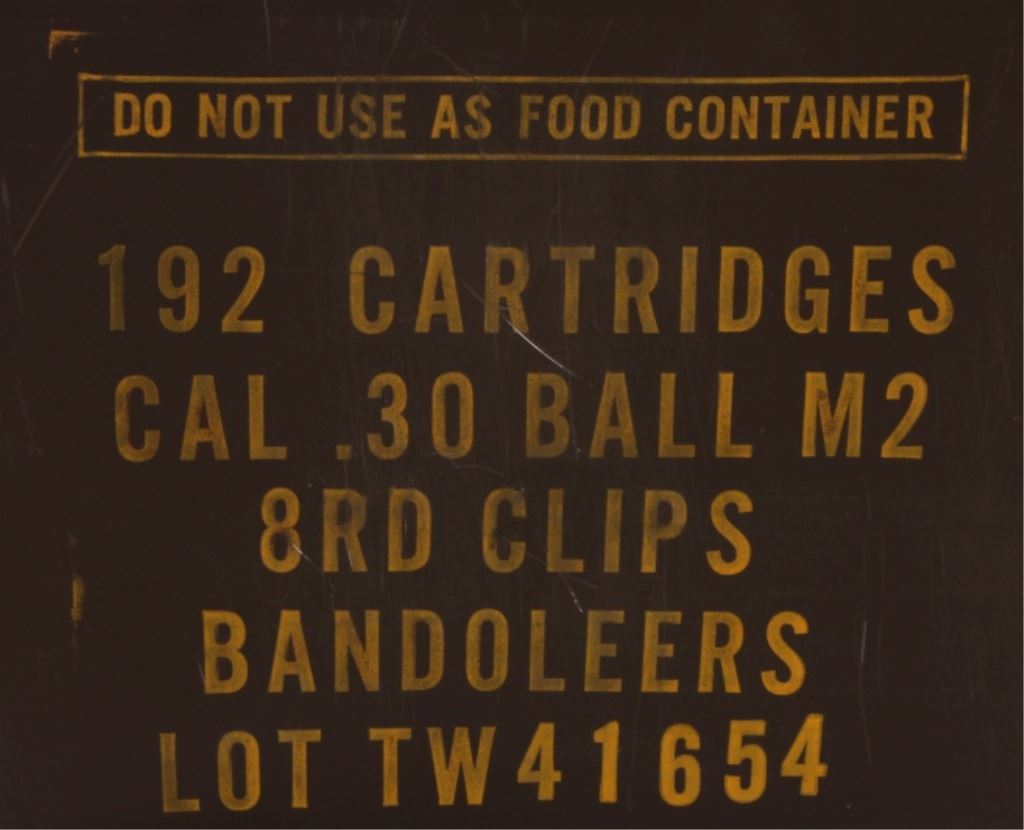 DO NOT USE AS FOOD CONTAINER
192 CARTRIDGES
CAL .30 BALL M2
8RD CLIPS
BANDOLEERS
LOT TW41654